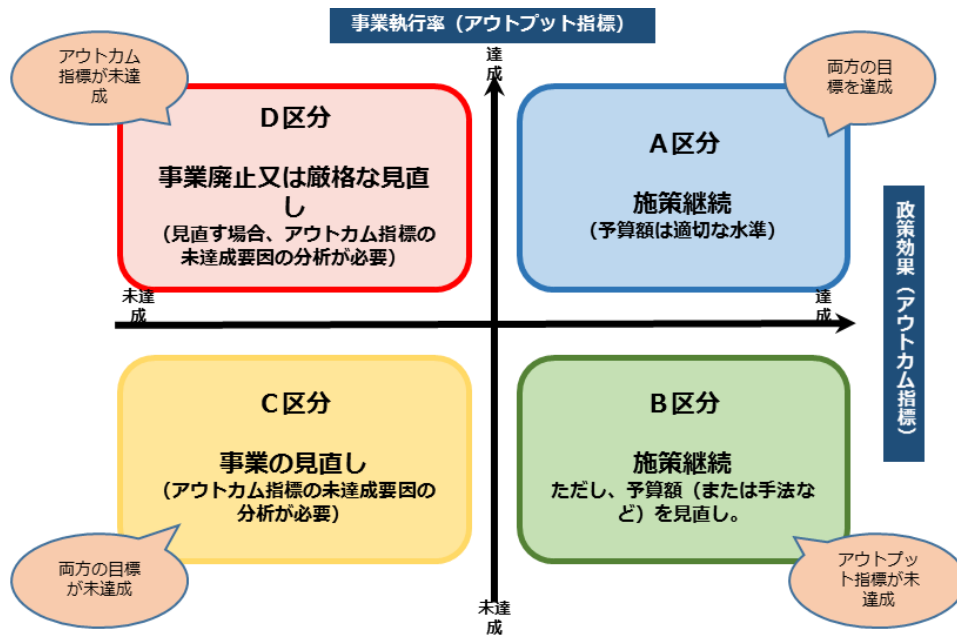 事業執行率（アウトプット指標）
アウトカム
指標が未達
成
達
成
両方の目
標を達成
D区分
事業廃止又は厳格な見直
し
（見直す場合、アウトカム指標の
未達成要因の分析が必要）
A区分
施策継続
（予算額は適切な水準）
政策効果（アウトカム指標）
未達
成
達
成
C区分
事業の見直し
（アウトカム指標の未達成要因の
分析が必要）
B区分
施策継続
ただし、予算額（または手法な
ど）を見直し。
両方の目標
が未達成
アウトプッ
ト指標が未
達成
未達
成